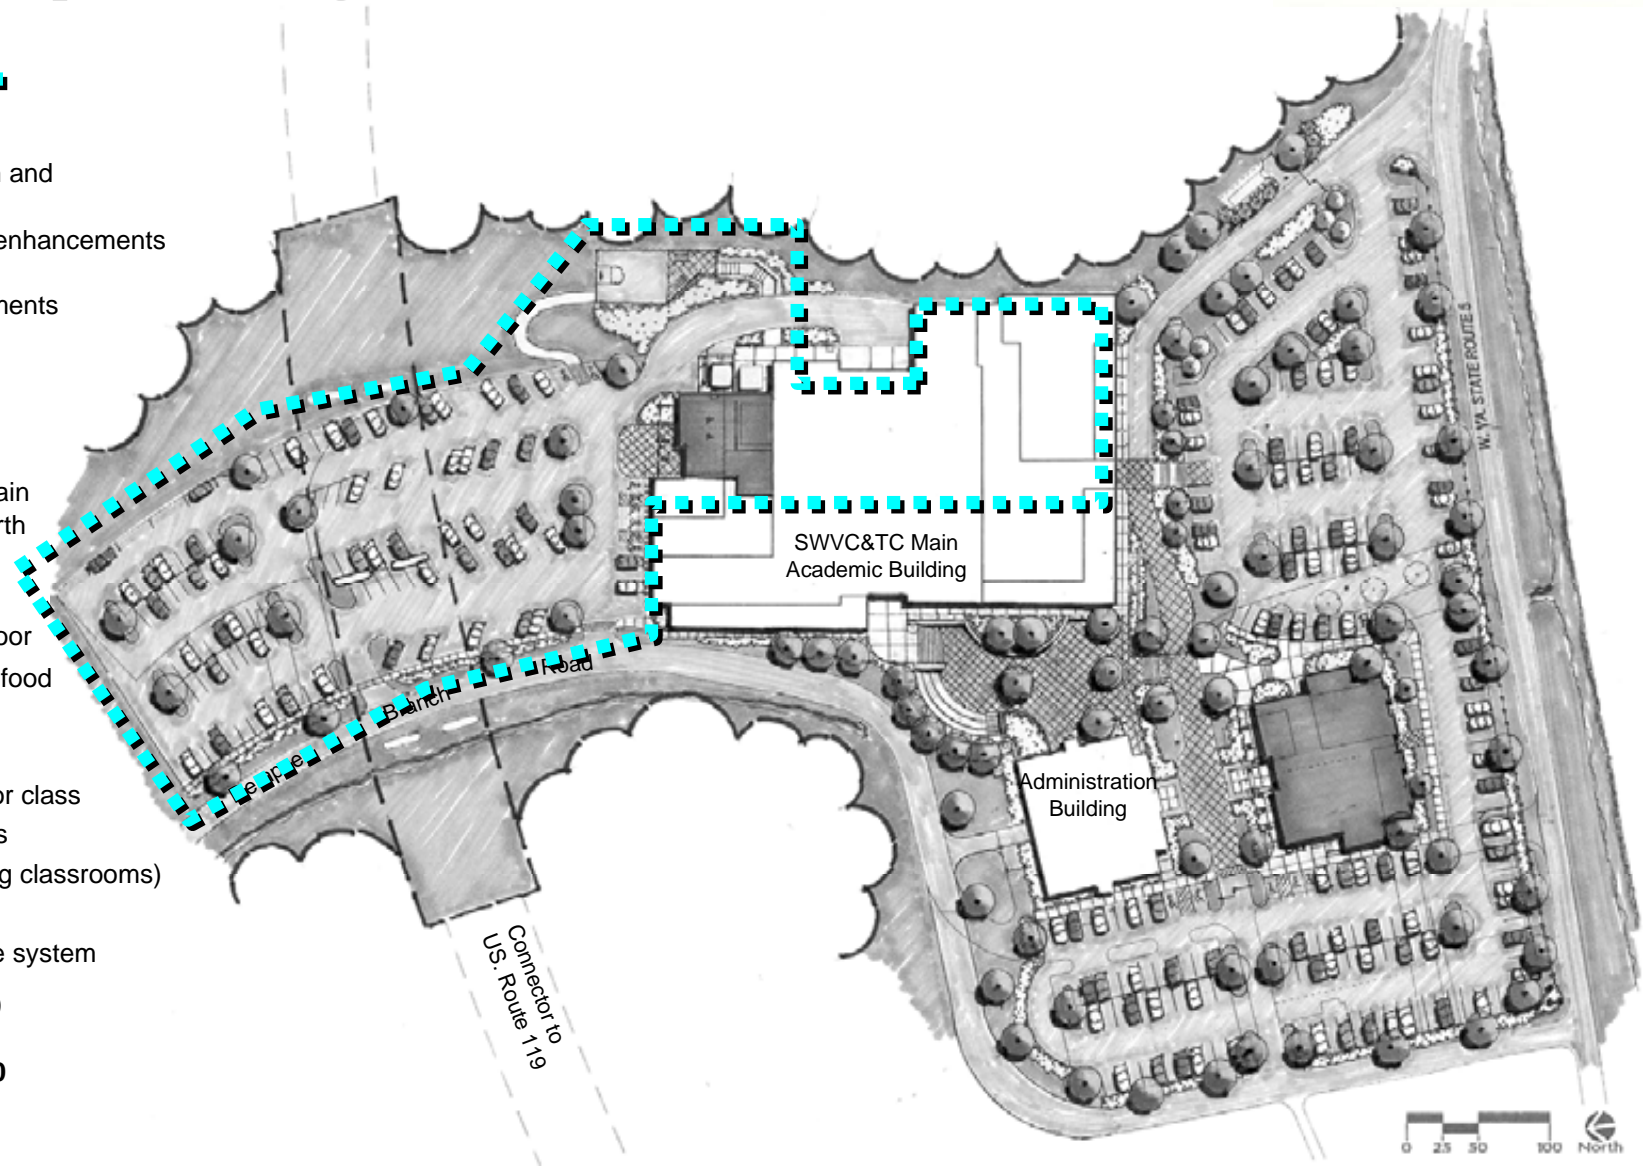 and
enhancements
ain
rth
oor
food
or class
s
g classrooms)
e system
)
0
W. VA STATE ROUTE 5
SWVC&TC Main
Academic Building
Road
Branch
Administration
Building
Connector to
US. Route 119
0 25 50 100 North